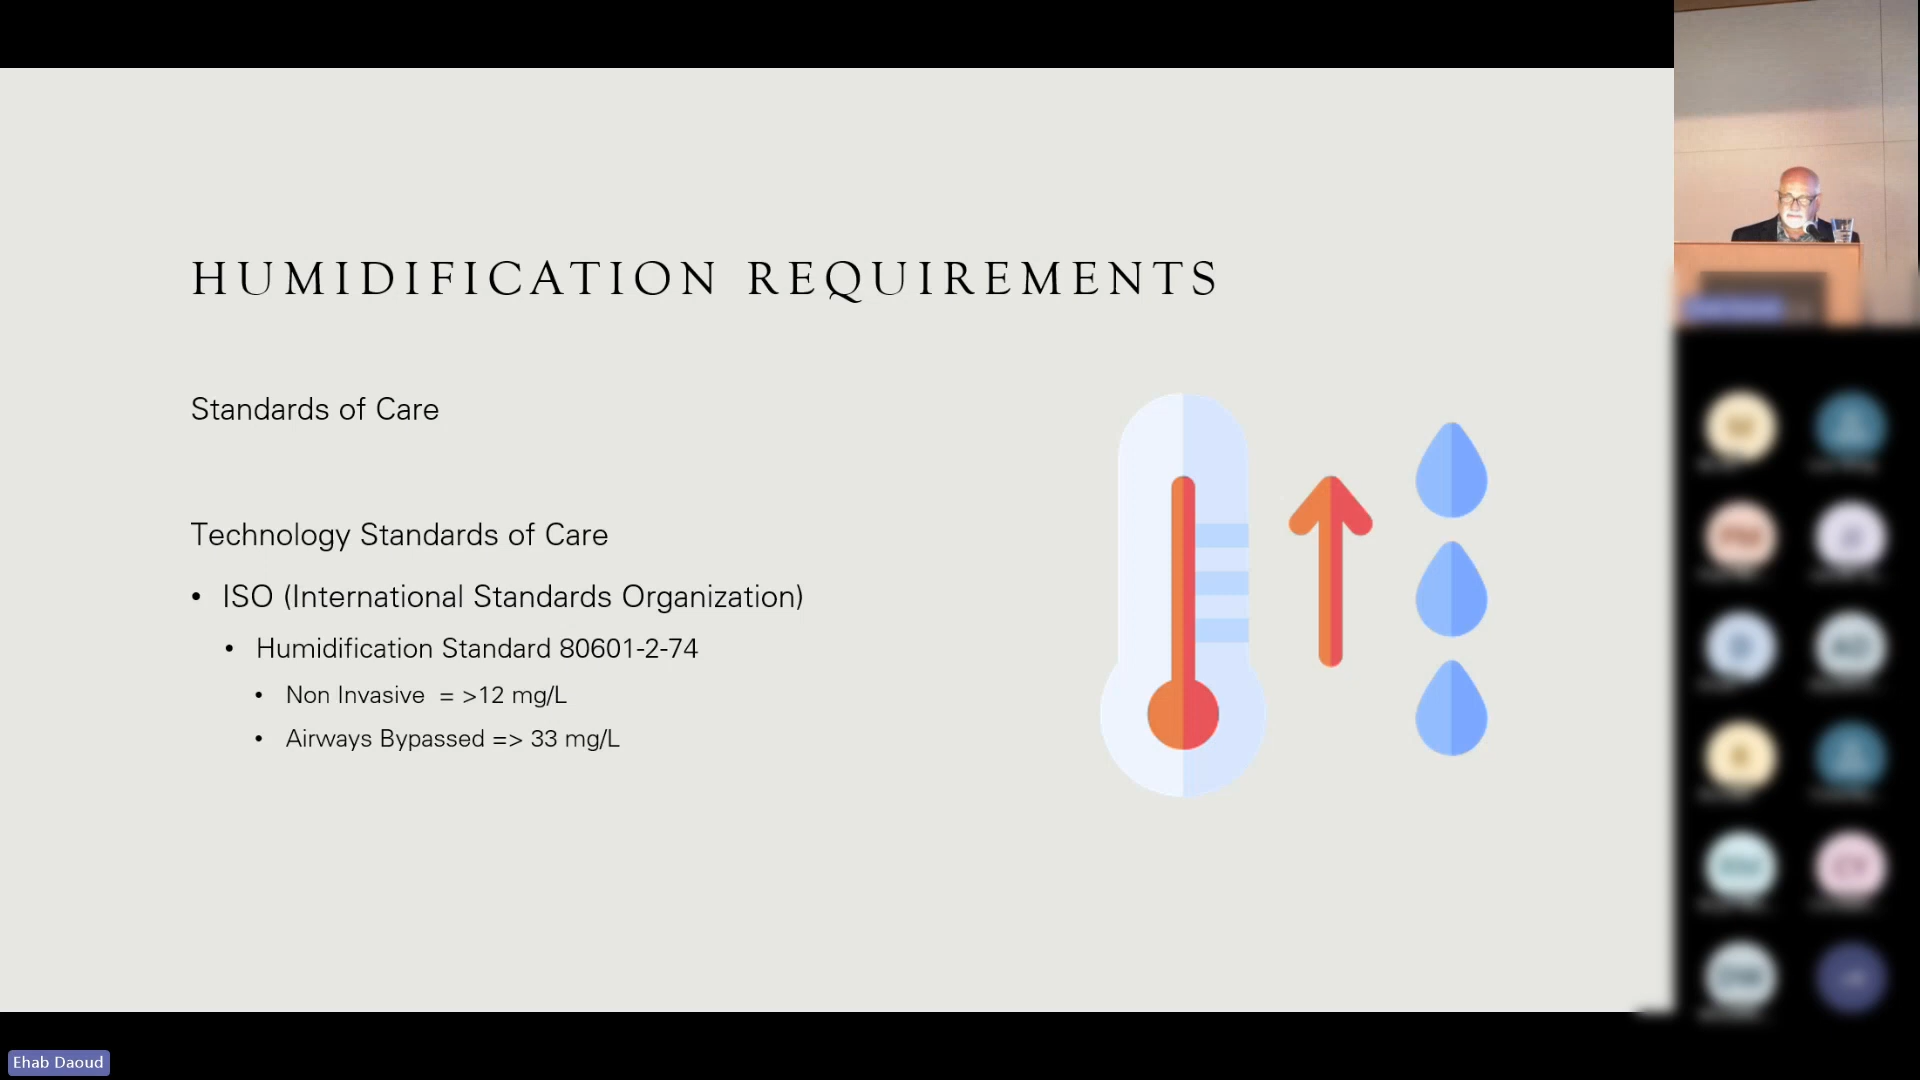 HUMIDIFICATION REQUIREMENTS
Standards of Care
Technology Standards of Care
• ISO (International Standards Organization)
• Humidification Standard 80601-2-74
• Non Invasive = >12 mg/L
• Airways Bypassed => 33 mg/L
Ehab Daoud